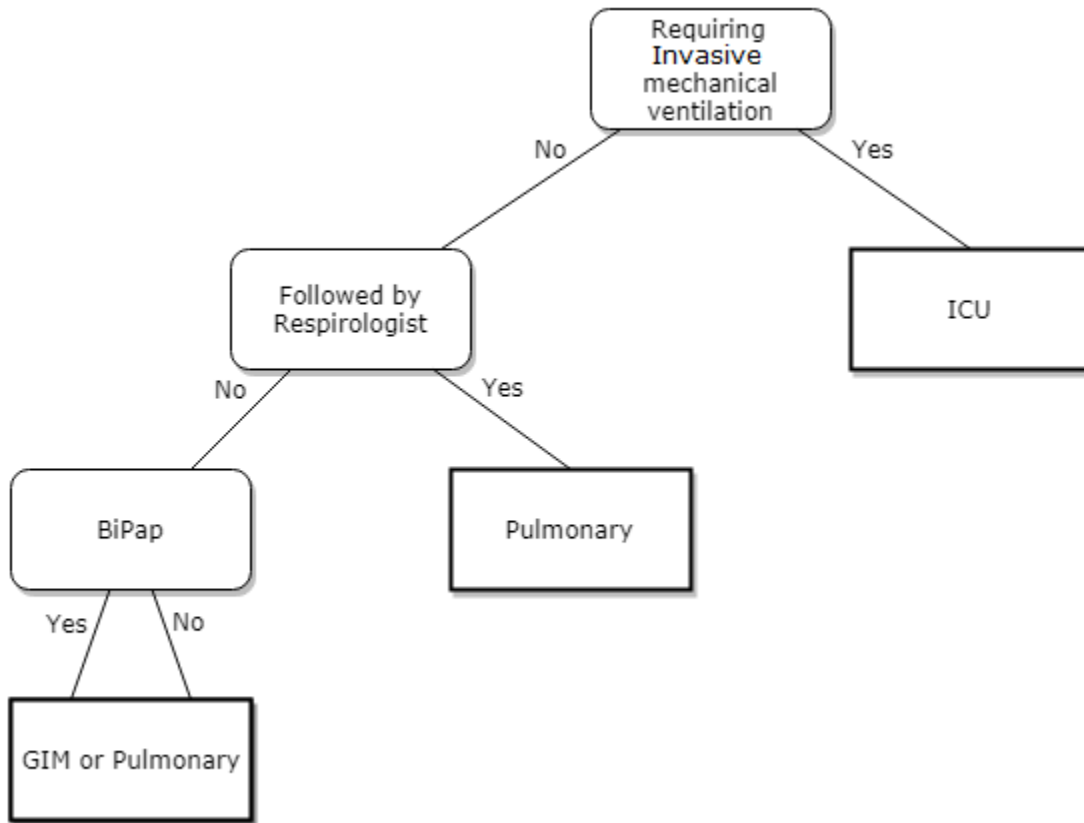 Requiring
Invasive
mechanical
ventilation
No
Yes
Followed by
Respirologist
ICU
No
Yes
BiPap
Pulmonary
Yes
No
GIM or Pulmonary